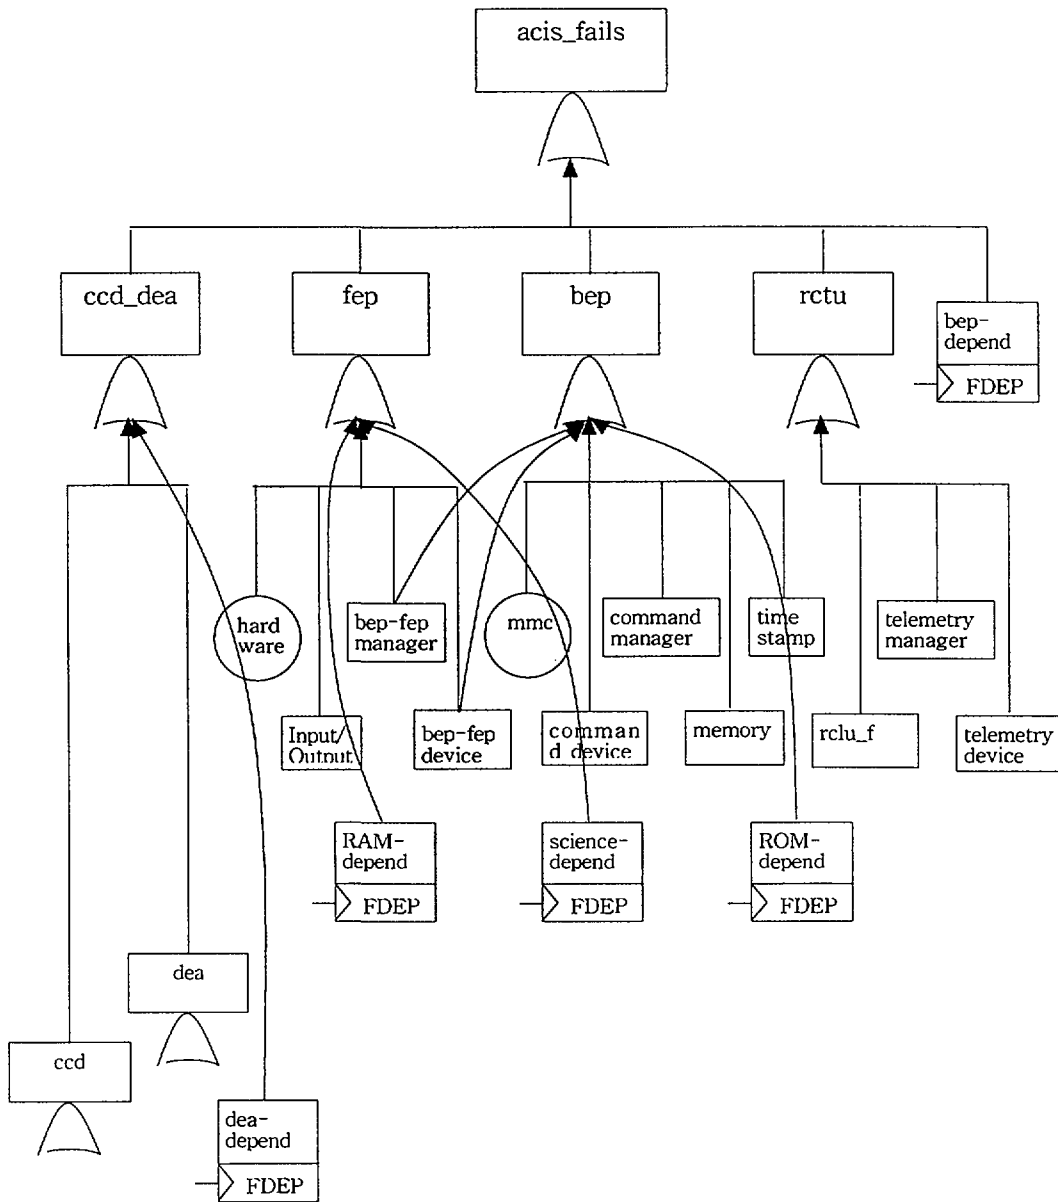 acis_fails
ccd_dea
fep
bep
rctu
bep-
depend
FDEP
hard
ware
bep-fep
manager
mmc
command
manager
time
stamp
telemetry
manager
Input/
Output
bep-fep
device
comman
d device
memory
rclu_f
telemetry
device
RAM-
depend
FDEP
science-
depend
FDEP
ROM-
depend
FDEP
dea
ccd
dea-
depend
FDEP